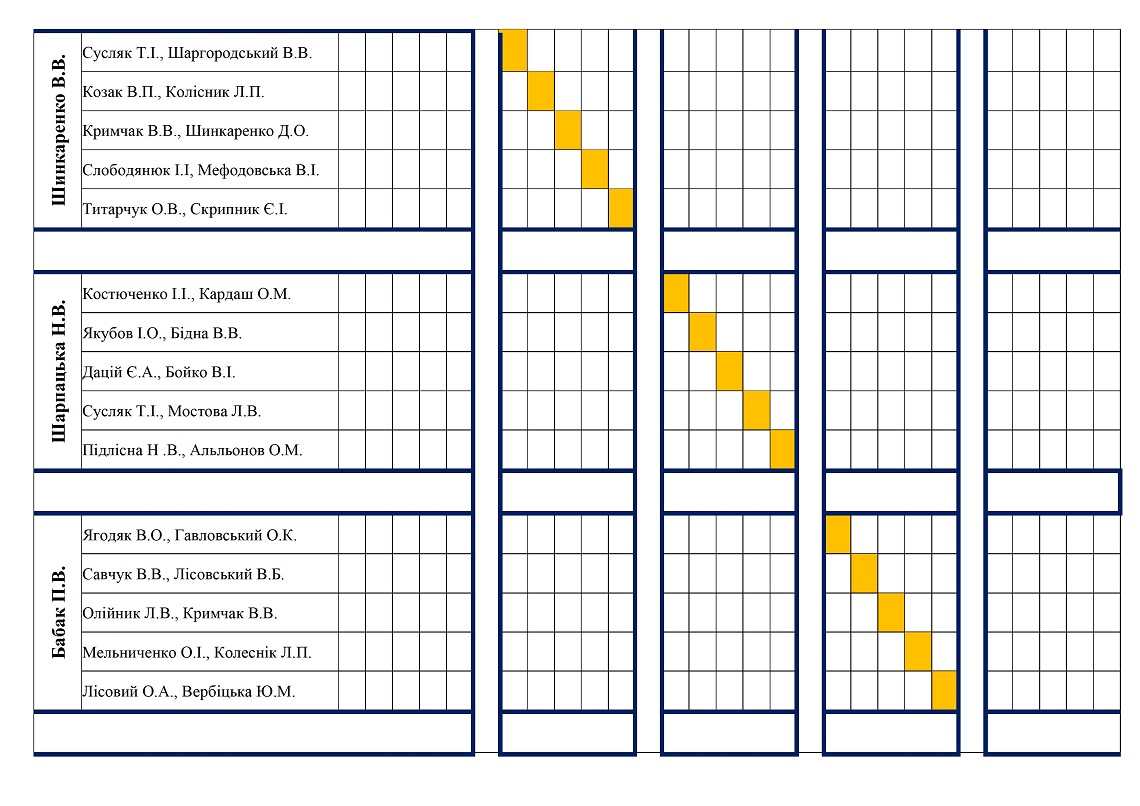 Шинкаренко В.В.
Сусляк Т.І., Шаргородський В.В.
Козак В.П., Колісник Л.П.
Кримчак В.В., Шинкаренко Д.О.
Слободянюк І.І, Мефодовська В.І.
Титарчук О.В., Скрипник Є.І.
Шарпацька Н.В.
Костюченко І.І., Кардаш О.М.
Якубов І.О., Бідна В.В.
Дацій Є.А., Бойко В.І.
Сусляк Т.І., Мостова Л.В.
Підлісна Н .В., Альльонов О.М.
Бабак П.В.
Ягодяк В.О., Гавловський О.К.
Савчук В.В., Лісовський В.Б.
Олійник Л.В., Кримчак В.В.
Мельниченко О.І., Колеснік Л.П.
Лісовий О.А., Вербіцька Ю.М.